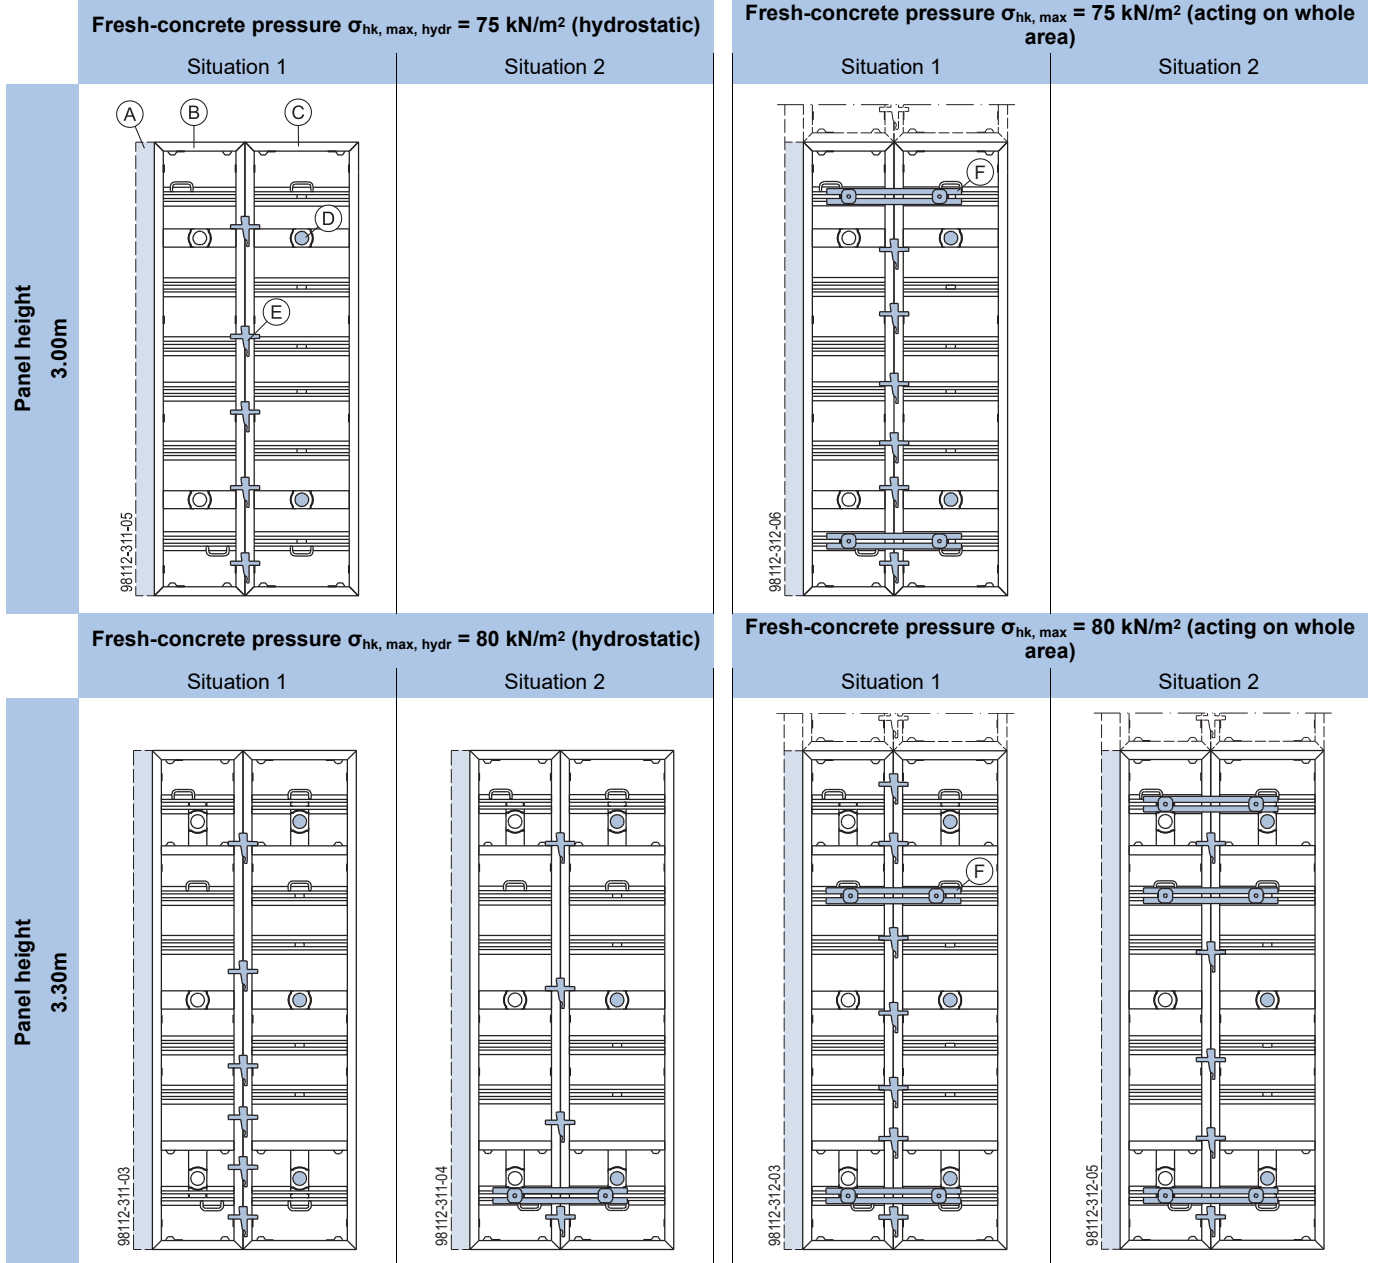 Fresh-concrete pressure σhk, max, hydr = 75 kN/m² (hydrostatic)
Fresh-concrete pressure σhk, max = 75 kN/m² (acting on whole
area)
Situation 1
Situation 2
Situation 1
Situation 2
Panel height
3.00m
A
B
C
D
E
98112-311-05
F
98112-312-06
Fresh-concrete pressure σhk, max, hydr = 80 kN/m² (hydrostatic)
Fresh-concrete pressure σhk, max = 80 kN/m² (acting on whole
area)
Situation 1
Situation 2
Situation 1
Situation 2
Panel height
3.30m
98112-311-03
98112-311-04
F
98112-312-03
98112-312-05